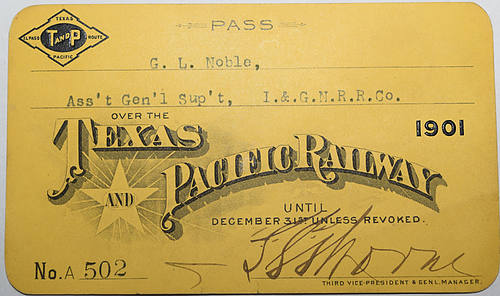 TEXAS
EL PASO T AND P ROUTE
PACIFIC
PASS
G. L. Noble,
Ass't Gen'l Sup't, I.&G.N.R.R.Co.
OVER THE
1901
TEXAS
AND PACIFIC RAILWAY
UNTIL
DECEMBER 31ST UNLESS REVOKED.
No. A 502
THIRD VICE-PRESIDENT & GENL. MANAGER.